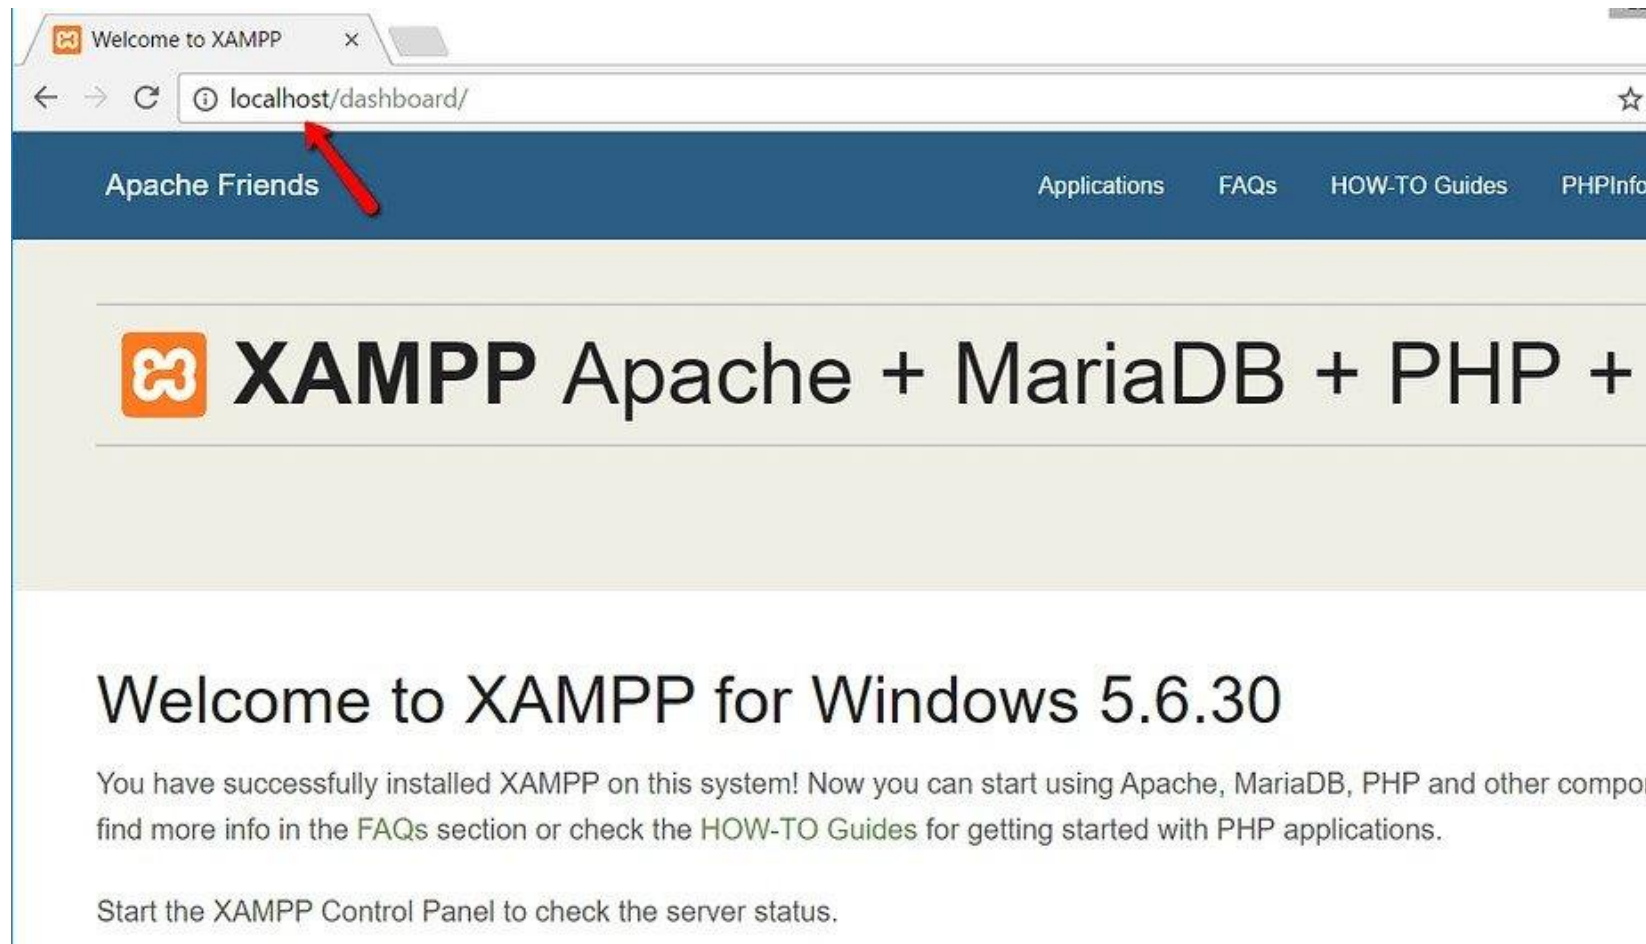 Welcome to XAMPP
localhost/dashboard/
Apache Friends Applications FAQs HOW-TO Guides PHPInfo
XAMPP Apache + MariaDB + PHP +
Welcome to XAMPP for Windows 5.6.30
You have successfully installed XAMPP on this system! Now you can start using Apache, MariaDB, PHP and other compo
find more info in the FAQs section or check the HOW-TO Guides for getting started with PHP applications.
Start the XAMPP Control Panel to check the server status.